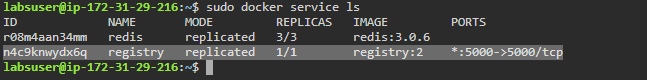 labsuser@ip-172-31-29-216:~$ sudo docker service ls
ID NAME MODE REPLICAS IMAGE PORTS
r08m4aan34mm redis replicated 3/3 redis:3.0.6
n4c9knwydx6q registry replicated 1/1 registry:2 *:5000->5000/tcp
labsuser@ip-172-31-29-216:~$